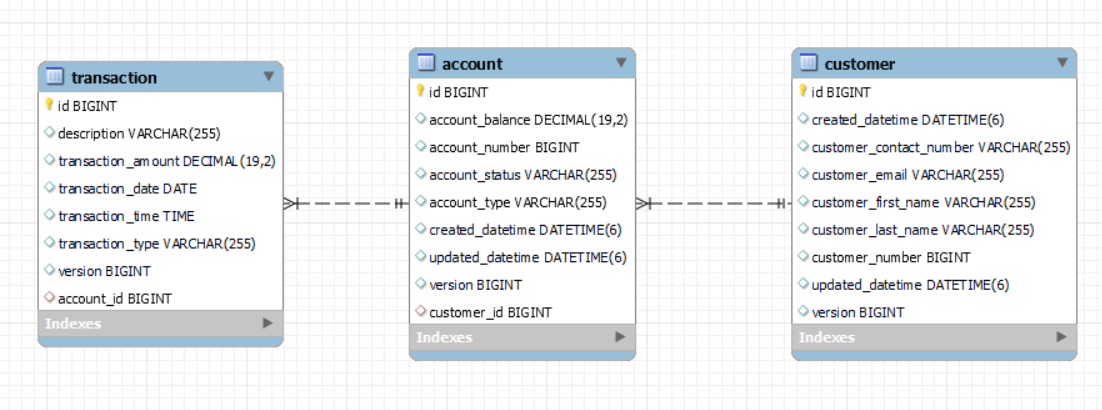 transaction
id BIGINT
description VARCHAR(255)
transaction_amount DECIMAL(19,2)
transaction_date DATE
transaction_time TIME
transaction_type VARCHAR(255)
version BIGINT
account_id BIGINT
Indexes
account
id BIGINT
account_balance DECIMAL(19,2)
account_number BIGINT
account_status VARCHAR(255)
account_type VARCHAR(255)
created_datetime DATETIME(6)
updated_datetime DATETIME(6)
version BIGINT
customer_id BIGINT
Indexes
customer
id BIGINT
created_datetime DATETIME(6)
customer_contact_number VARCHAR(255)
customer_email VARCHAR(255)
customer_first_name VARCHAR(255)
customer_last_name VARCHAR(255)
customer_number BIGINT
updated_datetime DATETIME(6)
version BIGINT
Indexes